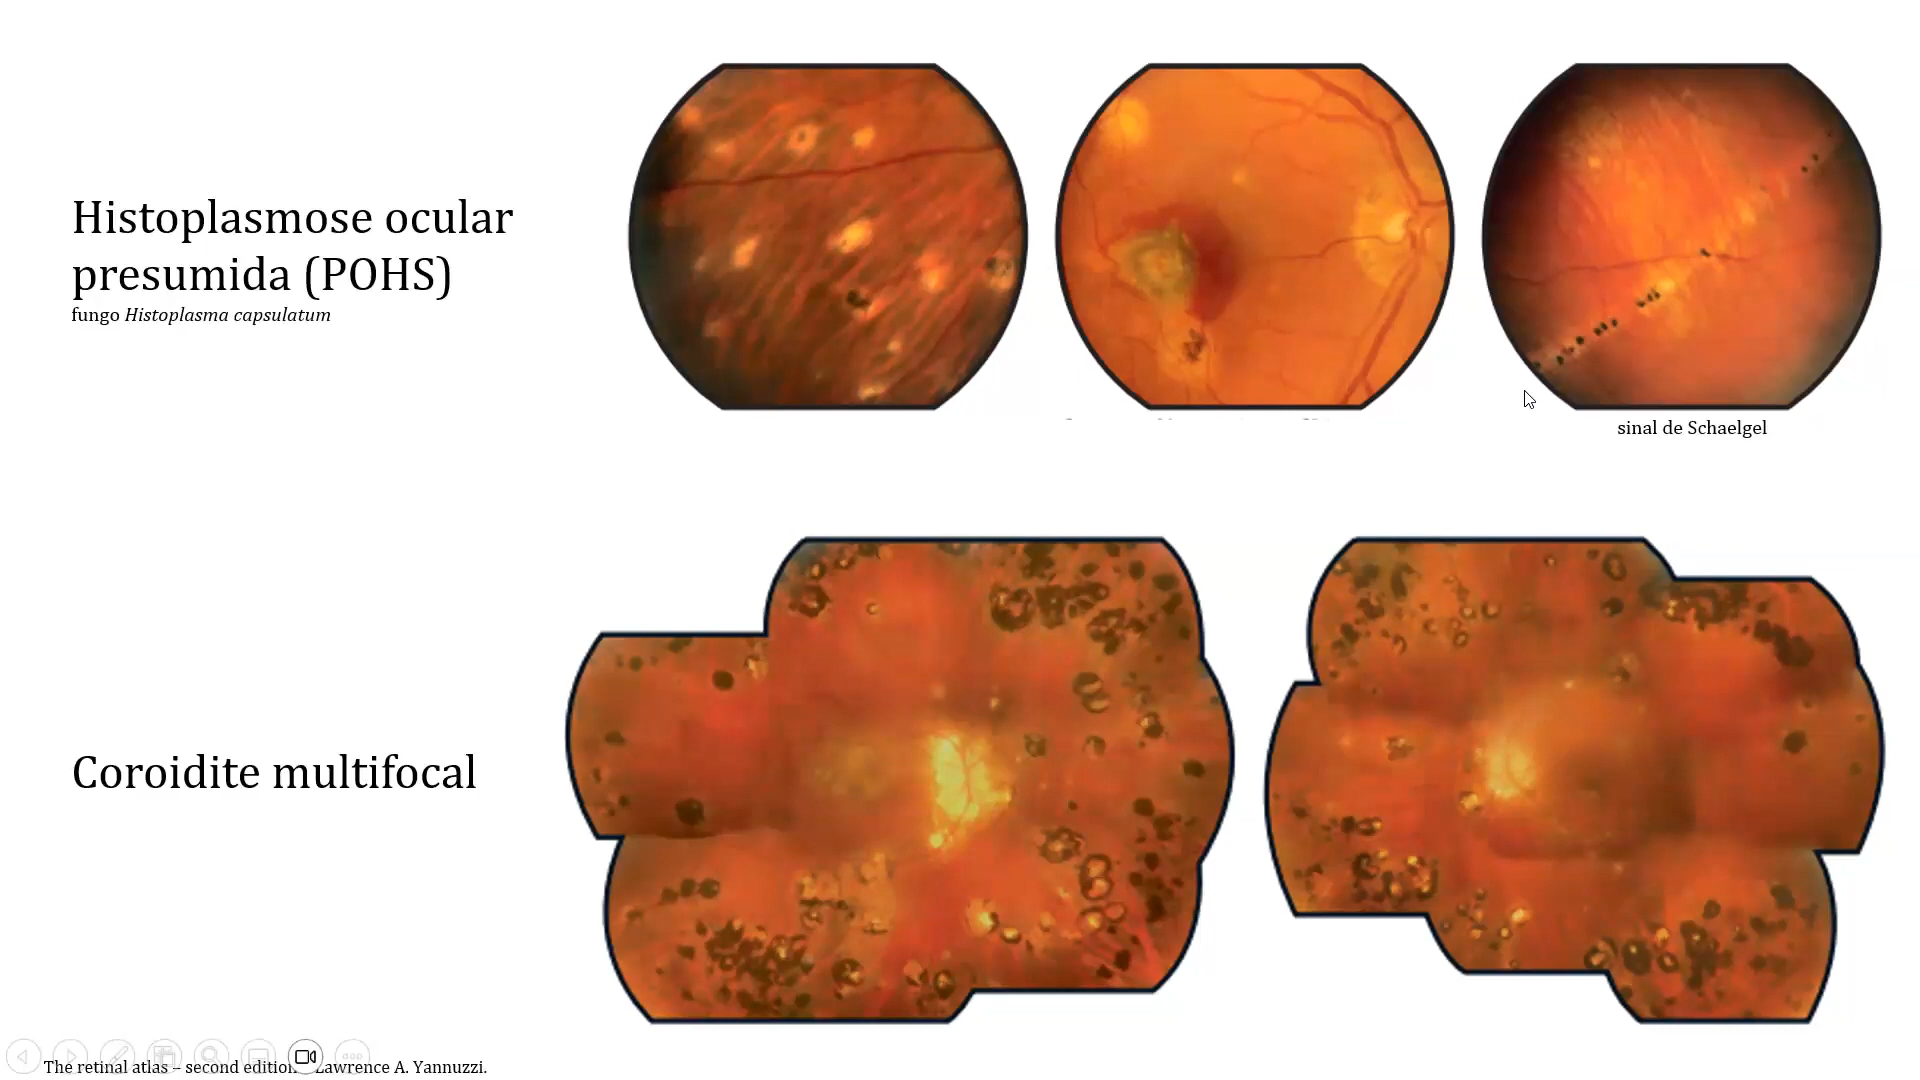 Histoplasmose ocular
presumida (POHS)
fungo Histoplasma capsulatum
sinal de Schaelgel
Coroidite multifocal
The retinal atlas – second edition Lawrence A. Yannuzzi.